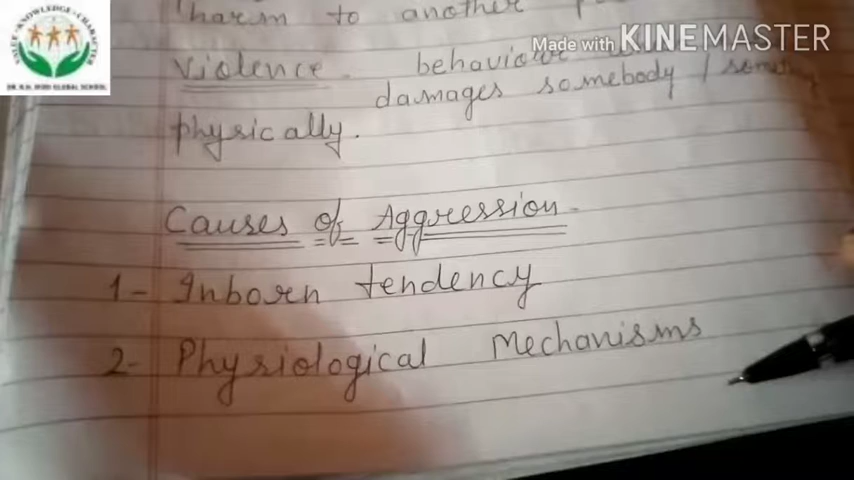 harm to another
Made with KINEMASTER
Violence. behaviour
damages somebody /
physically.
Causes of Aggression
1- Inborn tendency
2- Physiological Mechanisms